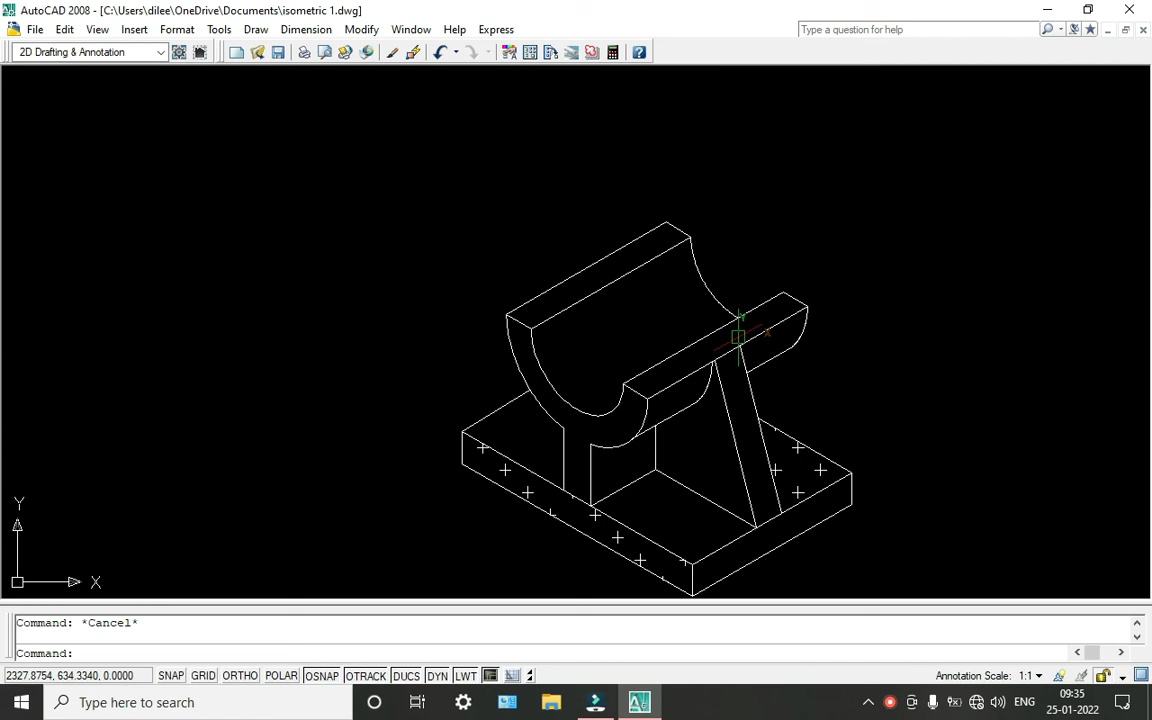 AutoCAD 2008 - [C:\Users\dilee\OneDrive\Documents\isometric 1.dwg]
File Edit View Insert Format Tools Draw Dimension Modify Window Help Express
Type a question for help
2D Drafting & Annotation
Y
X
Y
X
Command: *Cancel*
Command:
2327.8754, 634.3340, 0.0000 SNAP GRID ORTHO POLAR OSNAP OTRACK DUCS DYN LWT Annotation Scale: 1:1
Type here to search
ENG
09:35
25-01-2022